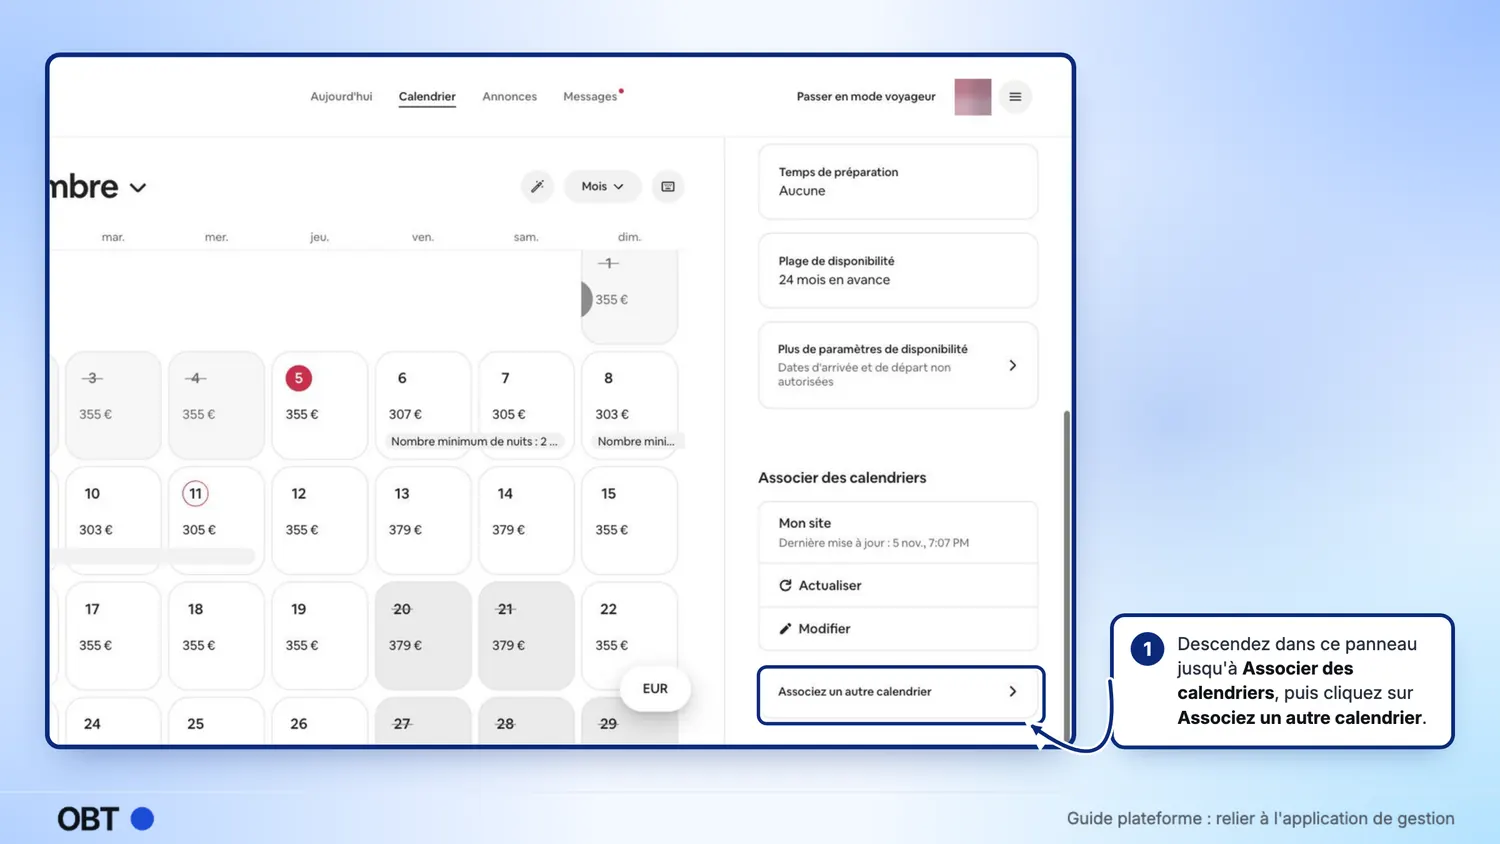 Aujourd'hui Calendrier Annonces Messages Passer en mode voyageur
mbre Mois
mar. mer. jeu. ven. sam. dim.
1
355 €
3 4 5 6 7 8
355 € 355 € 355 € 307 € 305 € 303 €
Nombre minimum de nuits : 2 ... Nombre mini...
10 11 12 13 14 15
303 € 305 € 355 € 379 € 379 € 355 €
17 18 19 20 21 22
355 € 355 € 355 € 379 € 379 € 355 €
EUR
24 25 26 27 28 29
Temps de préparation
Aucune
Plage de disponibilité
24 mois en avance
Plus de paramètres de disponibilité
Dates d'arrivée et de départ non
autorisées
Associer des calendriers
Mon site
Dernière mise à jour : 5 nov., 7:07 PM
Actualiser
Modifier
Associez un autre calendrier
1 Descendez dans ce panneau
jusqu'à Associer des
calendriers, puis cliquez sur
Associez un autre calendrier.
OBT
Guide plateforme : relier à l'application de gestion